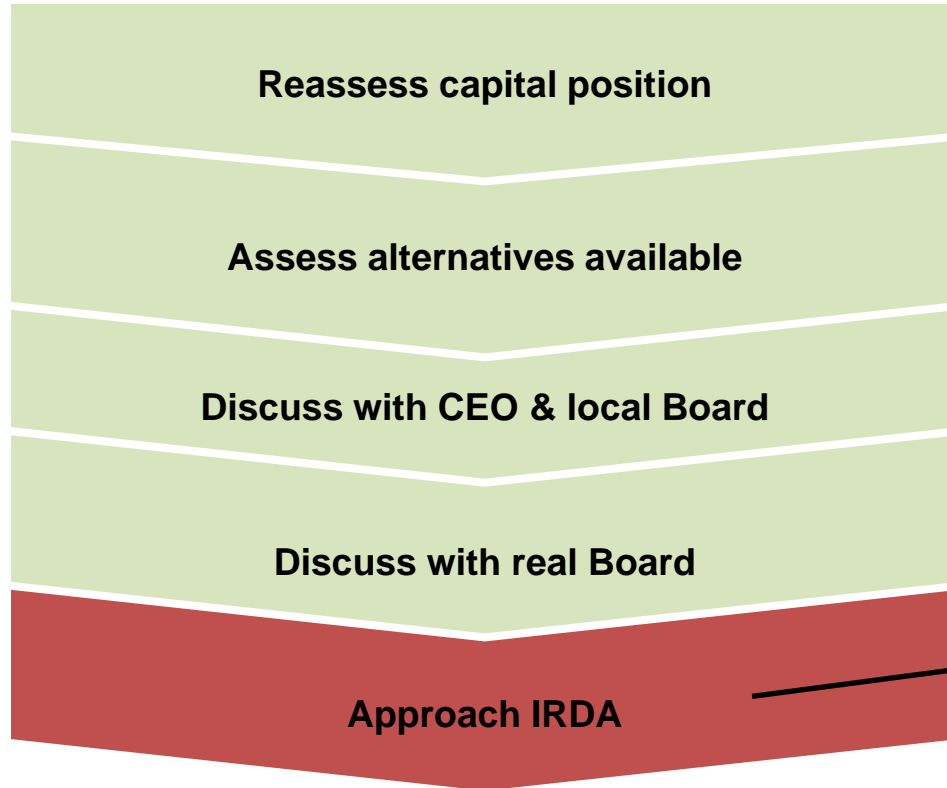 Reassess capital position
Assess alternatives available
Discuss with CEO & local Board
Discuss with real Board
Approach IRDA